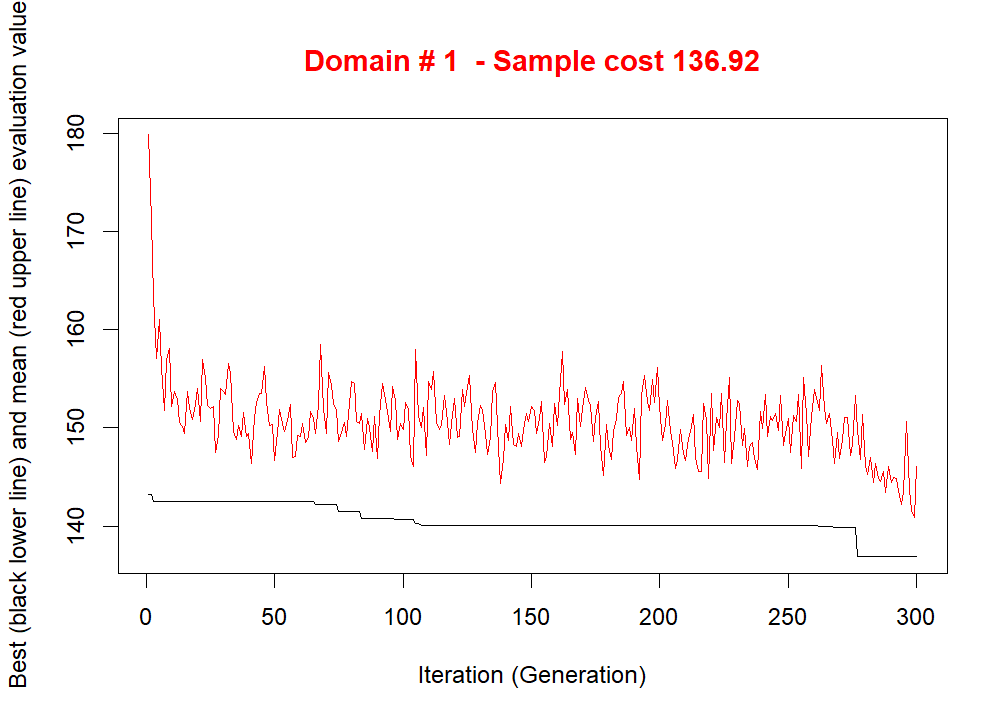 Domain # 1  - Sample cost 136.92
Best (black lower line) and mean (red upper line) evaluation value
180
170
160
150
140
0 50 100 150 200 250 300
Iteration (Generation)